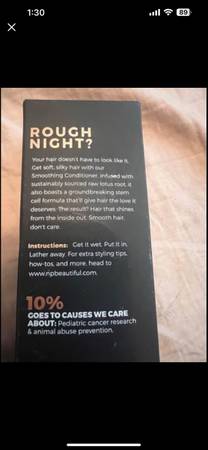 1:30
89
ROUGH
NIGHT?
Your hair doesn't have to look like it.
Get soft, silky hair with our
Smoothing Conditioner. Infused with
sustainably sourced raw lotus root, it
also boasts a groundbreaking stem
cell formula that'll give hair the love it
deserves. The result? Hair that shines
from the inside out. Smooth hair,
don't care.
Instructions: Get it wet. Put it in.
Lather away. For extra styling tips,
how-tos, and more, head to
www.ripbeautiful.com.
10%
GOES TO CAUSES WE CARE
ABOUT: Pediatric cancer research
& animal abuse prevention.